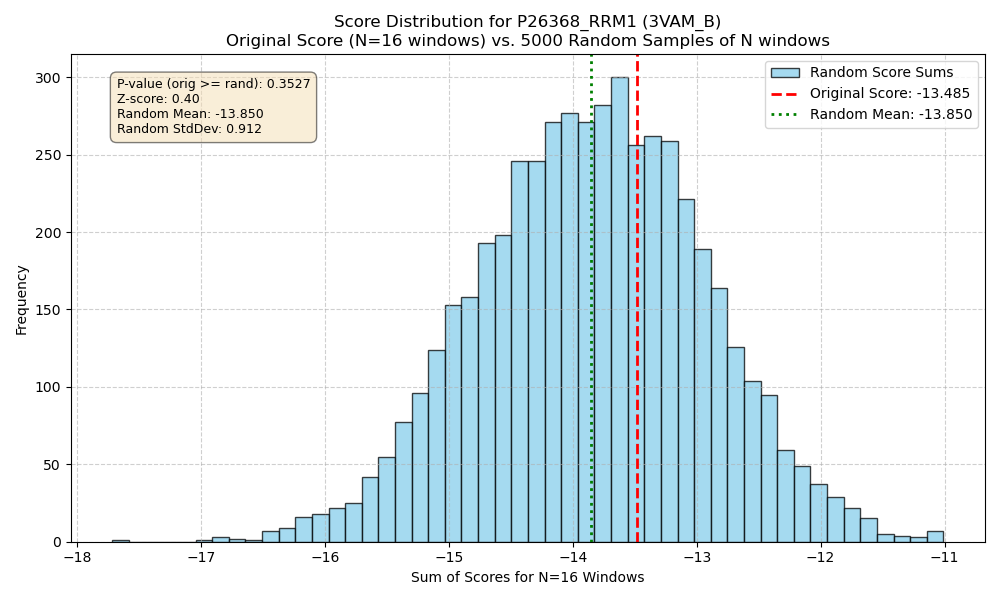 Score Distribution for P26368_RRM1 (3VAM_B)
Original Score (N=16 windows) vs. 5000 Random Samples of N windows
P-value (orig >= rand): 0.3527
Z-score: 0.40
Random Mean: -13.850
Random StdDev: 0.912
Random Score Sums
Original Score: -13.485
Random Mean: -13.850
Frequency
300
250
200
150
100
50
0
−18 −17 −16 −15 −14 −13 −12 −11
Sum of Scores for N=16 Windows